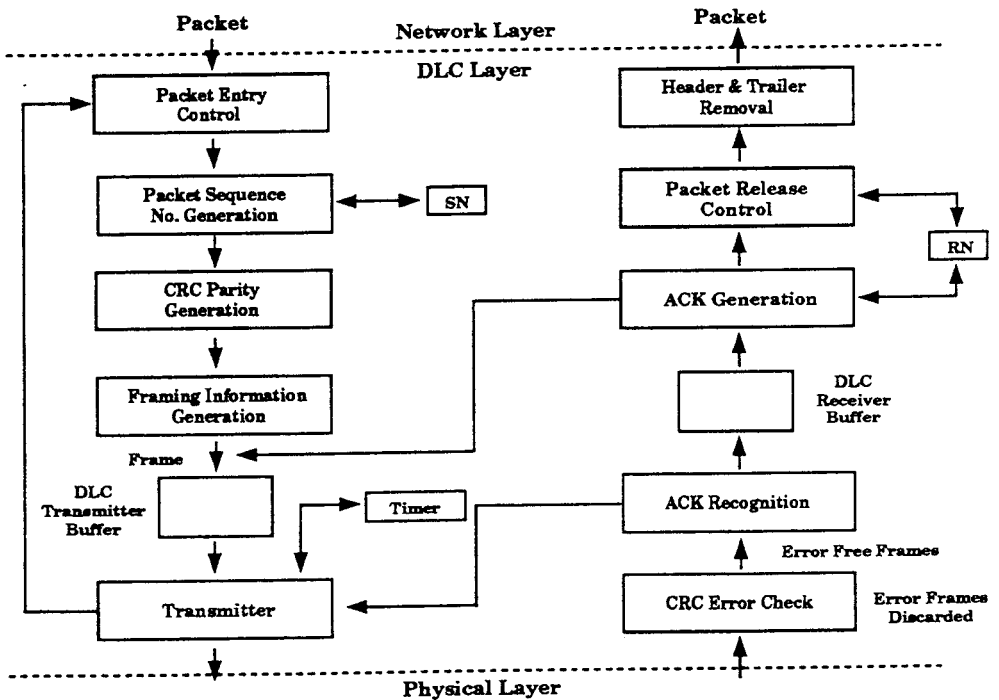 Packet
Network Layer
Packet
DLC Layer
Packet Entry
Control
Packet Sequence
No. Generation
SN
CRC Parity
Generation
Framing Information
Generation
Frame
DLC
Transmitter
Buffer
Timer
Transmitter
Header & Trailer
Removal
Packet Release
Control
RN
ACK Generation
DLC
Receiver
Buffer
ACK Recognition
Error Free Frames
CRC Error Check
Error Frames
Discarded
Physical Layer